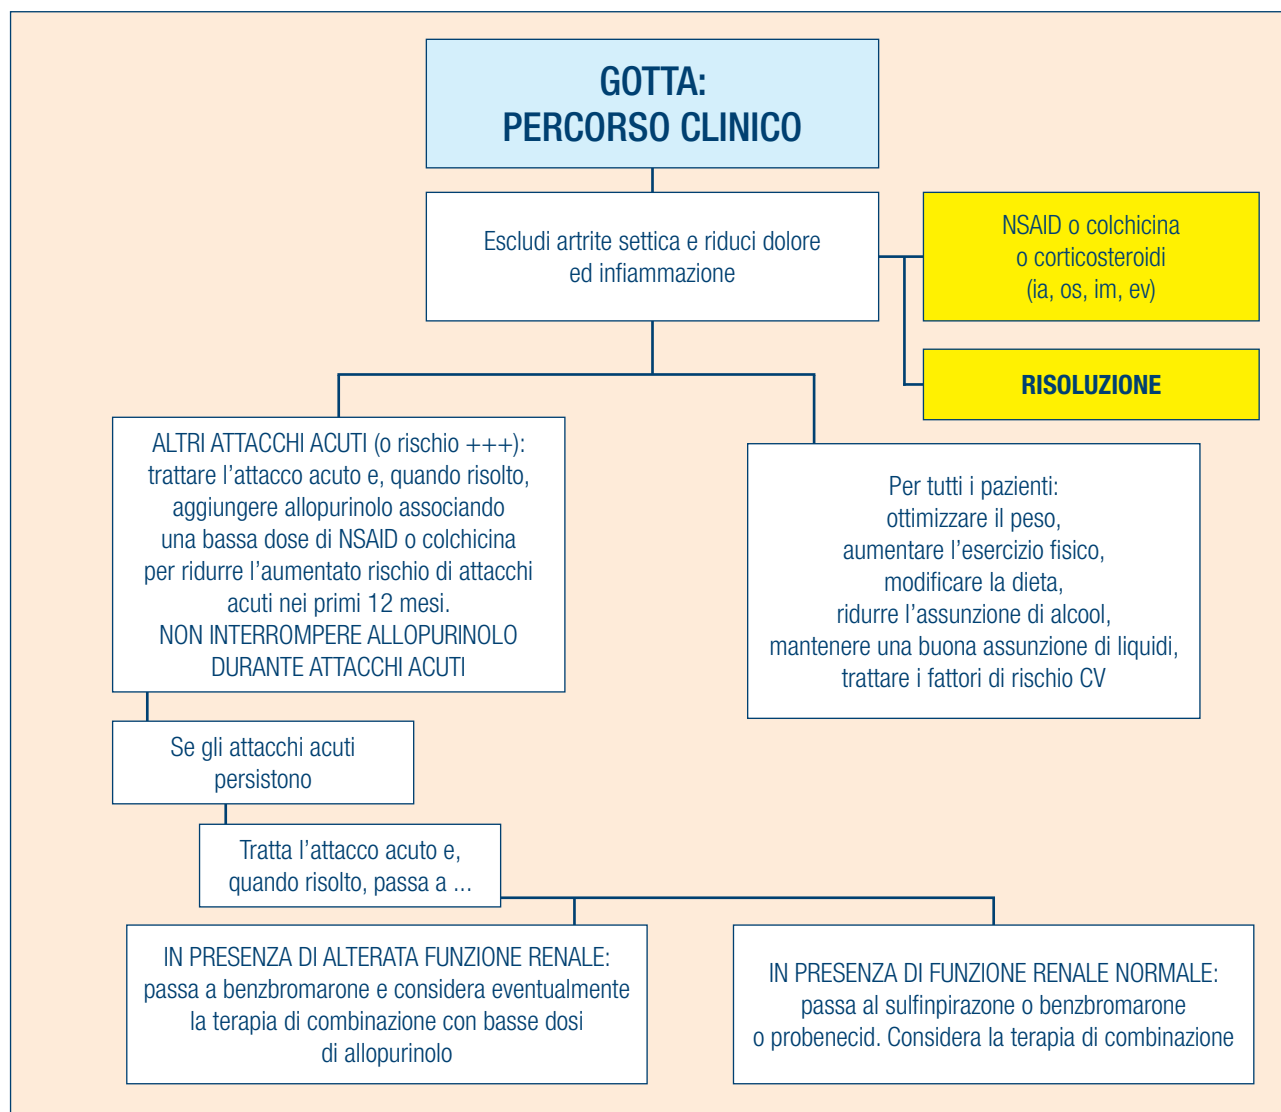 GOTTA:
PERCORSO CLINICO
Escludi artrite settica e riduci dolore
ed infiammazione
NSAID o colchicina
o corticosteroidi
(ia, os, im, ev)
RISOLUZIONE
ALTRI ATTACCHI ACUTI (o rischio +++):
trattare l’attacco acuto e, quando risolto,
aggiungere allopurinolo associando
una bassa dose di NSAID o colchicina
per ridurre l’aumentato rischio di attacchi
acuti nei primi 12 mesi.
NON INTERROMPERE ALLOPURINOLO
DURANTE ATTACCHI ACUTI
Per tutti i pazienti:
ottimizzare il peso,
aumentare l’esercizio fisico,
modificare la dieta,
ridurre l’assunzione di alcool,
mantenere una buona assunzione di liquidi,
trattare i fattori di rischio CV
Se gli attacchi acuti
persistono
Tratta l’attacco acuto e,
quando risolto, passa a ...
IN PRESENZA DI ALTERATA FUNZIONE RENALE:
passa a benzbromarone e considera eventualmente
la terapia di combinazione con basse dosi
di allopurinolo
IN PRESENZA DI FUNZIONE RENALE NORMALE:
passa al sulfinpirazone o benzbromarone
o probenecid. Considera la terapia di combinazione